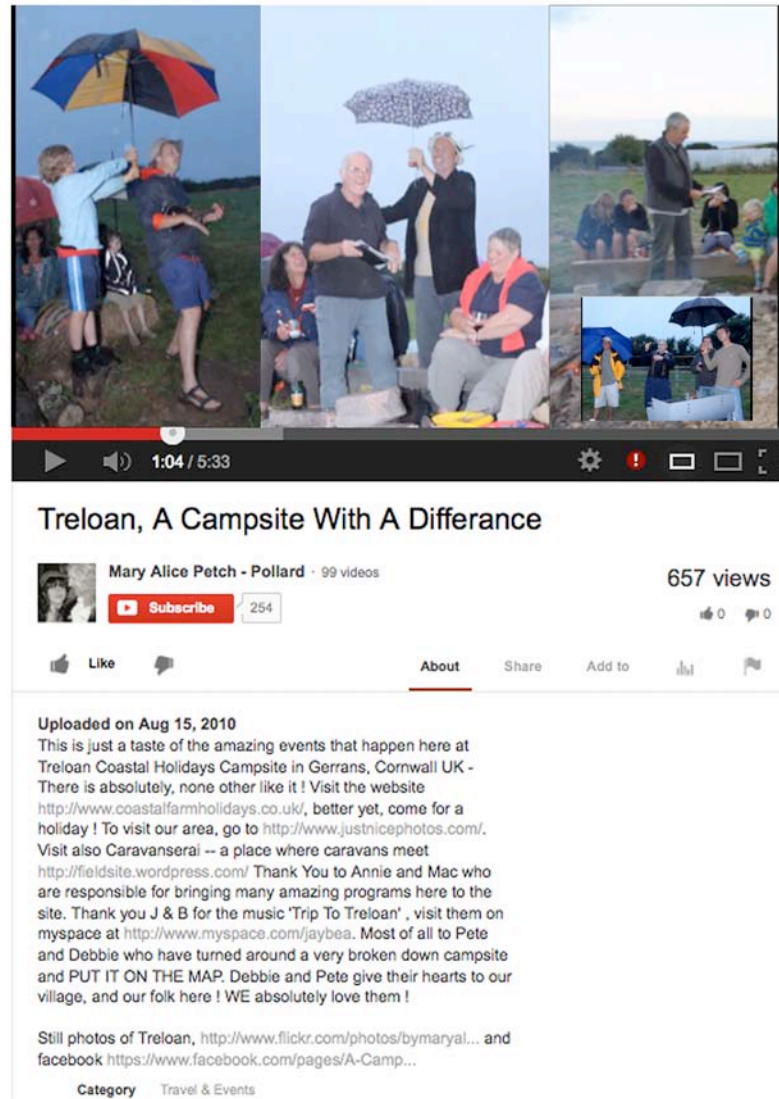 1:04 / 5:33
Treloan, A Campsite With A Differance
Mary Alice Petch - Pollard · 99 videos
Subscribe 254
657 views
0 0
Like
About Share Add to
Uploaded on Aug 15, 2010
This is just a taste of the amazing events that happen here at
Treloan Coastal Holidays Campsite in Gerrans, Cornwall UK -
There is absolutely, none other like it ! Visit the website
http://www.coastalfarmholidays.co.uk/, better yet, come for a
holiday ! To visit our area, go to http://www.justnicephotos.com/.
Visit also Caravanserai -- a place where caravans meet
http://fieldsite.wordpress.com/ Thank You to Annie and Mac who
are responsible for bringing many amazing programs here to the
site. Thank you J & B for the music 'Trip To Treloan' , visit them on
myspace at http://www.myspace.com/jaybea. Most of all to Pete
and Debbie who have turned around a very broken down campsite
and PUT IT ON THE MAP. Debbie and Pete give their hearts to our
village, and our folk here ! WE absolutely love them !
Still photos of Treloan, http://www.flickr.com/photos/bymaryal... and
facebook https://www.facebook.com/pages/A-Camp...
Category Travel & Events